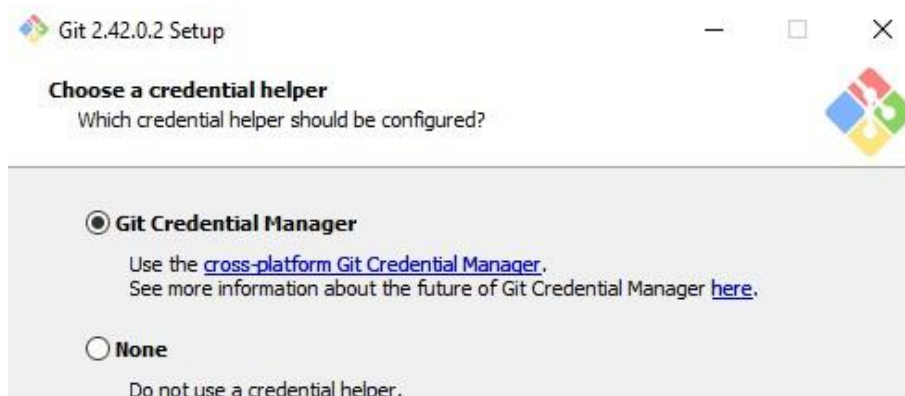 Git 2.42.0.2 Setup
Choose a credential helper
Which credential helper should be configured?
Git Credential Manager
Use the cross-platform Git Credential Manager.
See more information about the future of Git Credential Manager here.
None
Do not use a credential helper.